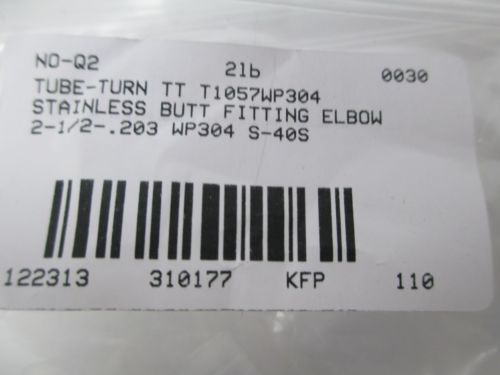 NO-Q2 2lb 0030
TUBE-TURN TT T1057WP304
STAINLESS BUTT FITTING ELBOW
2-1/2-.203 WP304 S-40S
122313 310177 KFP 110